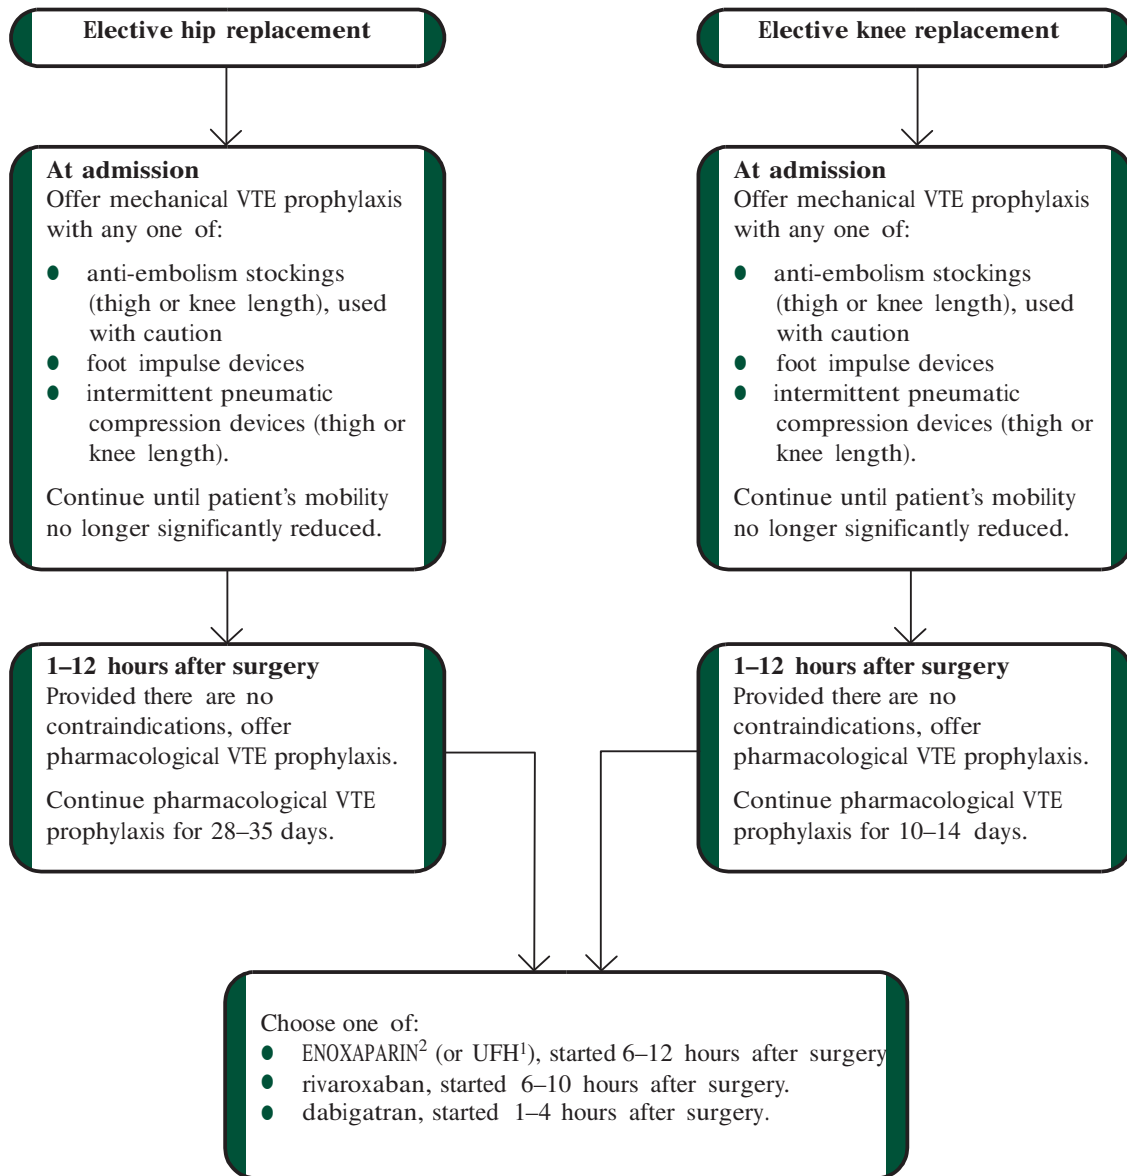 Elective hip replacement
At admission
Offer mechanical VTE prophylaxis
with any one of:
● anti-embolism stockings
(thigh or knee length), used
with caution
● foot impulse devices
● intermittent pneumatic
compression devices (thigh or
knee length).
Continue until patient's mobility
no longer significantly reduced.
1–12 hours after surgery
Provided there are no
contraindications, offer
pharmacological VTE prophylaxis.
Continue pharmacological VTE
prophylaxis for 28–35 days.
Elective knee replacement
At admission
Offer mechanical VTE prophylaxis
with any one of:
● anti-embolism stockings
(thigh or knee length), used
with caution
● foot impulse devices
● intermittent pneumatic
compression devices (thigh or
knee length).
Continue until patient's mobility
no longer significantly reduced.
1–12 hours after surgery
Provided there are no
contraindications, offer
pharmacological VTE prophylaxis.
Continue pharmacological VTE
prophylaxis for 10–14 days.
Choose one of:
● ENOXAPARIN² (or UFH¹), started 6–12 hours after surgery
● rivaroxaban, started 6–10 hours after surgery.
● dabigatran, started 1–4 hours after surgery.